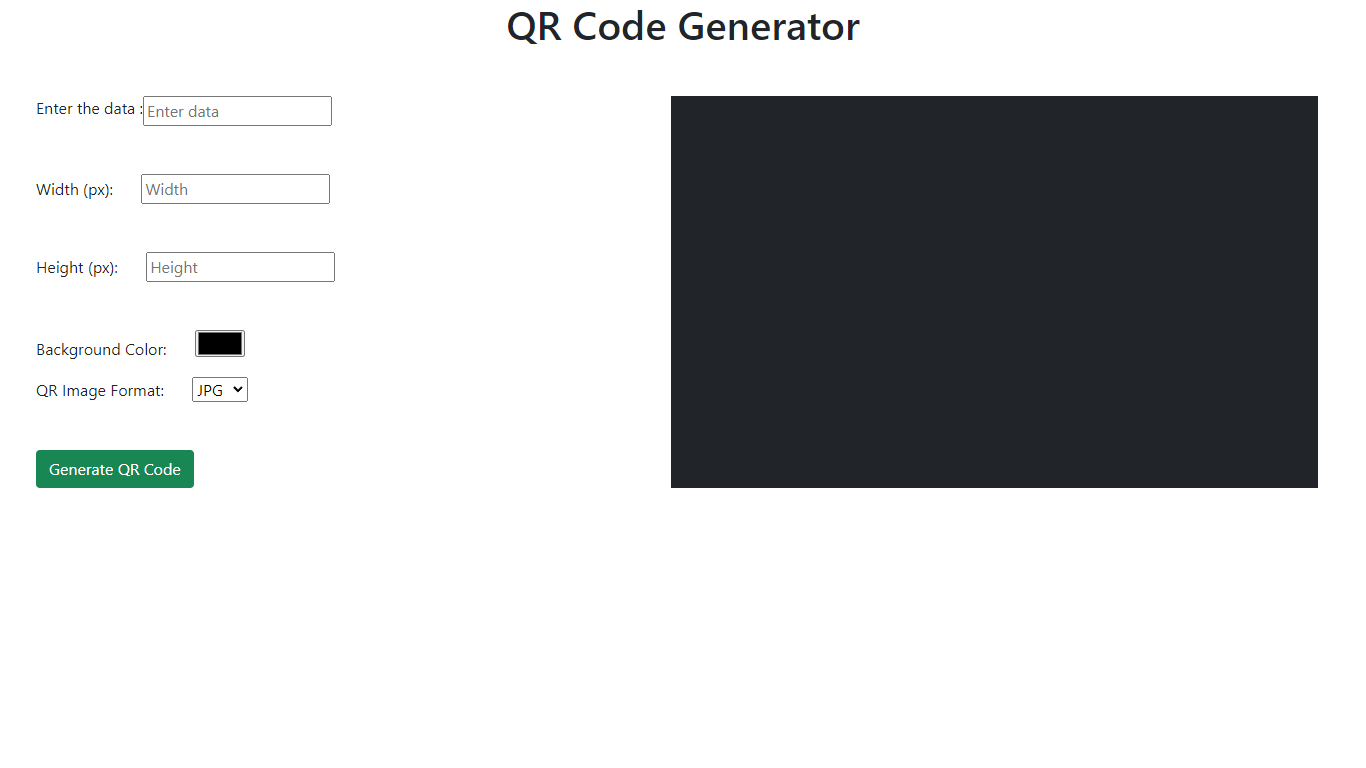 QR Code Generator
Enter the data : Enter data
Width (px): Width
Height (px): Height
Background Color:
QR Image Format: JPG
Generate QR Code